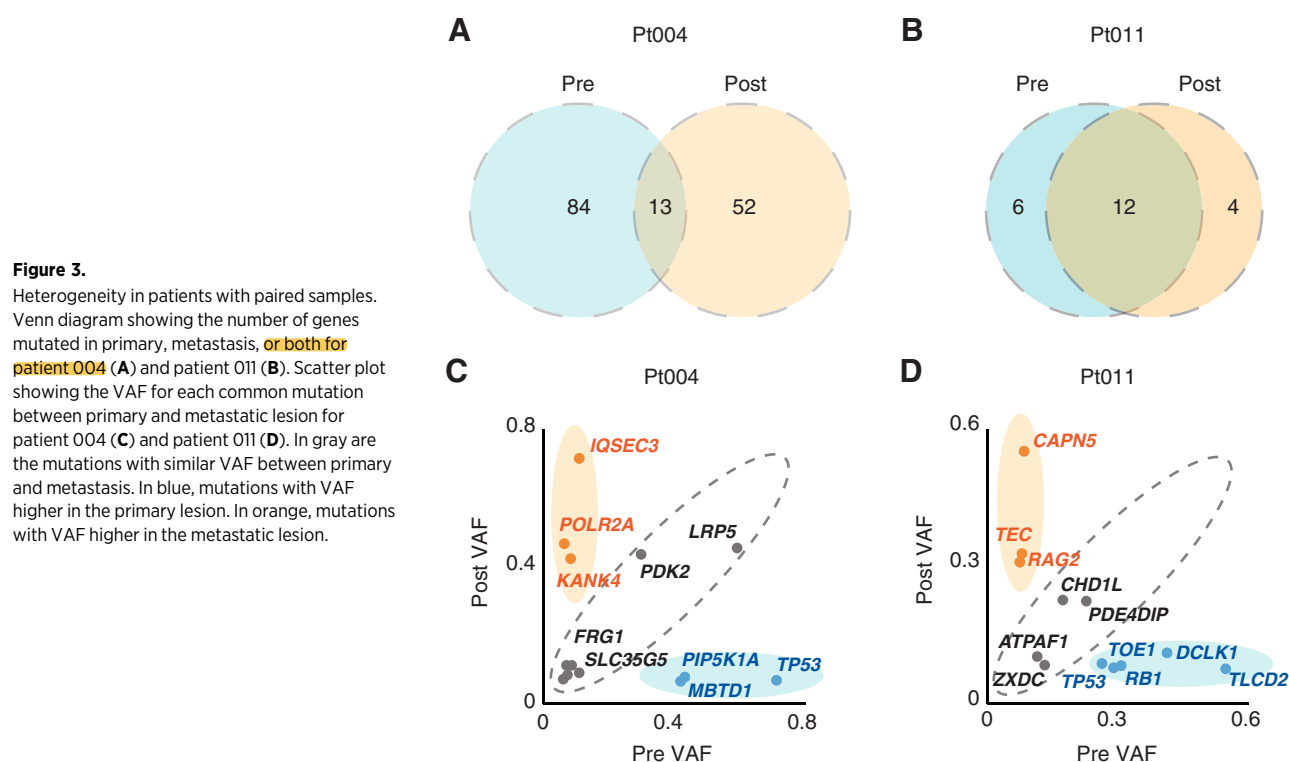 Figure 3.
Heterogeneity in patients with paired samples.
Venn diagram showing the number of genes
mutated in primary, metastasis, or both for
patient 004 (A) and patient 011 (B). Scatter plot
showing the VAF for each common mutation
between primary and metastatic lesion for
patient 004 (C) and patient 011 (D). In gray are
the mutations with similar VAF between primary
and metastasis. In blue, mutations with VAF
higher in the primary lesion. In orange, mutations
with VAF higher in the metastatic lesion.
A
Pt004
Pre
Post
84
13
52
B
Pt011
Pre
Post
6
12
4
C
Pt004
0.8
0.4
0
Post VAF
IQSEC3
POLR2A
KANK4
LRP5
PDK2
FRG1
SLC35G5
PIP5K1A
TP53
MBTD1
0
0.4
0.8
Pre VAF
D
Pt011
0.6
0.3
0
Post VAF
CAPN5
TEC
RAG2
CHD1L
PDE4DIP
ATPAF1
ZXDC
TOE1
DCLK1
TP53
RB1
TLCD2
0
0.3
0.6
Pre VAF